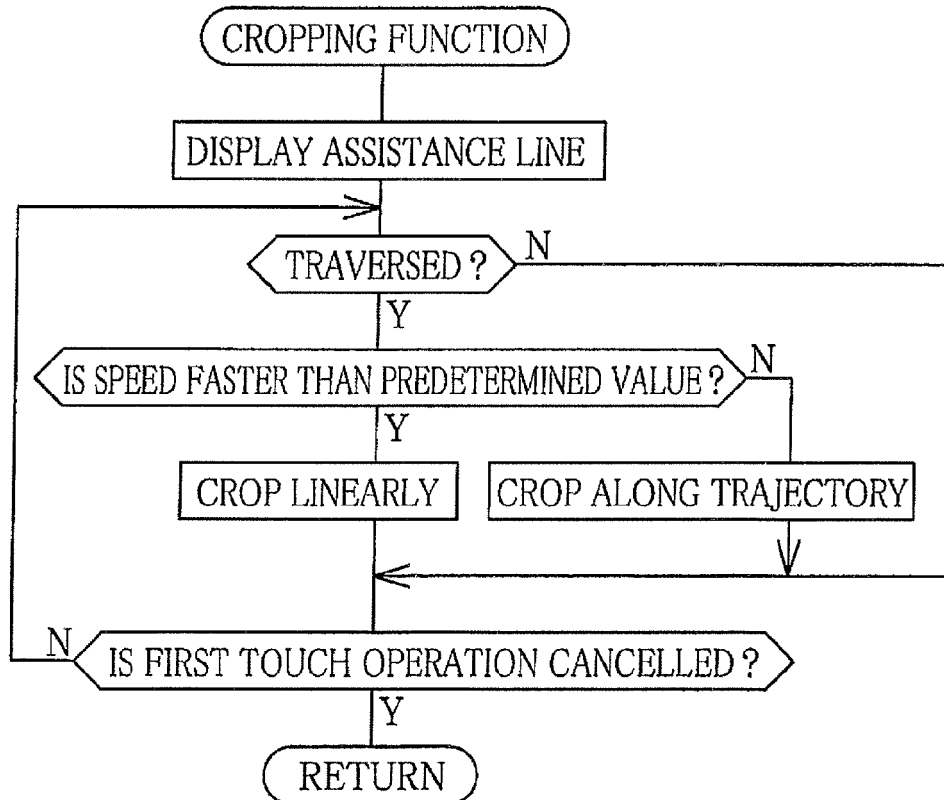 CROPPING FUNCTION
DISPLAY ASSISTANCE LINE
TRAVERSED?
N
Y
IS SPEED FASTER THAN PREDETERMINED VALUE?
N
Y
CROP LINEARLY
CROP ALONG TRAJECTORY
N
IS FIRST TOUCH OPERATION CANCELLED?
Y
RETURN